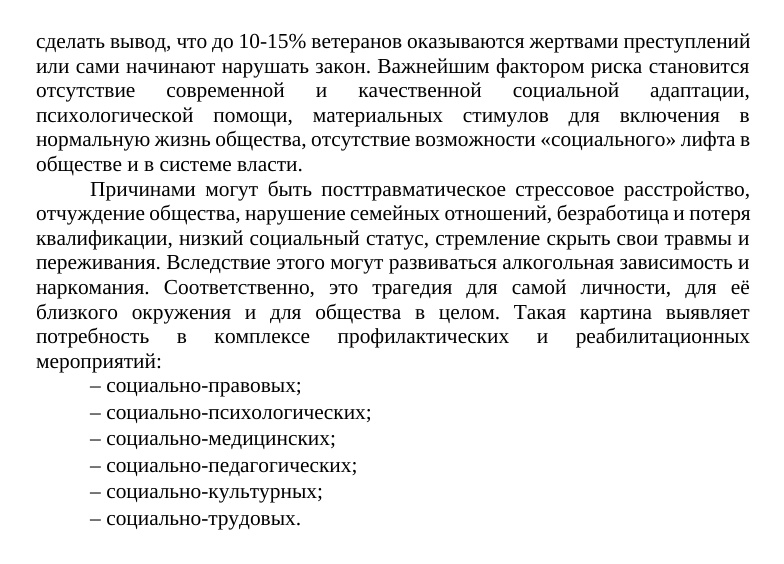 сделать вывод, что до 10-15% ветеранов оказываются жертвами преступлений
или сами начинают нарушать закон. Важнейшим фактором риска становится
отсутствие современной и качественной социальной адаптации,
психологической помощи, материальных стимулов для включения в
нормальную жизнь общества, отсутствие возможности «социального» лифта в
обществе и в системе власти.
Причинами могут быть посттравматическое стрессовое расстройство,
отчуждение общества, нарушение семейных отношений, безработица и потеря
квалификации, низкий социальный статус, стремление скрыть свои травмы и
переживания. Вследствие этого могут развиваться алкогольная зависимость и
наркомания. Соответственно, это трагедия для самой личности, для её
близкого окружения и для общества в целом. Такая картина выявляет
потребность в комплексе профилактических и реабилитационных
мероприятий:
– социально-правовых;
– социально-психологических;
– социально-медицинских;
– социально-педагогических;
– социально-культурных;
– социально-трудовых.